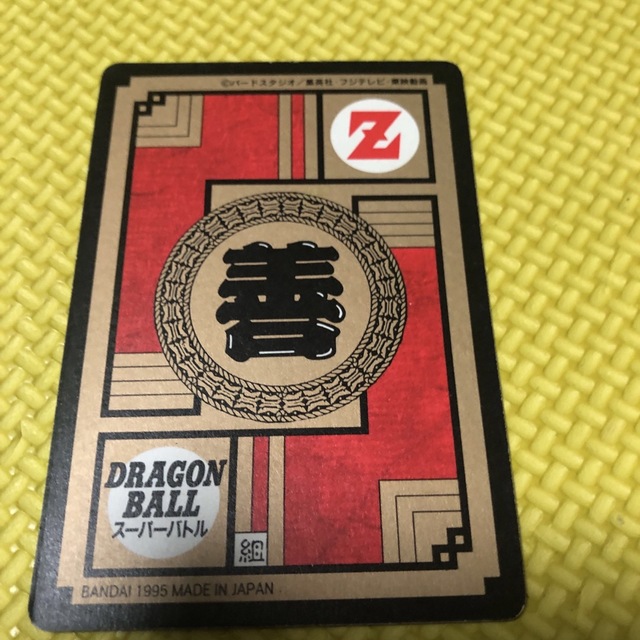 ©バードスタジオ/集英社・フジテレビ・東映動画
Z
善
DRAGON
BALL
スーパーバトル
組
BANDAI 1995 MADE IN JAPAN